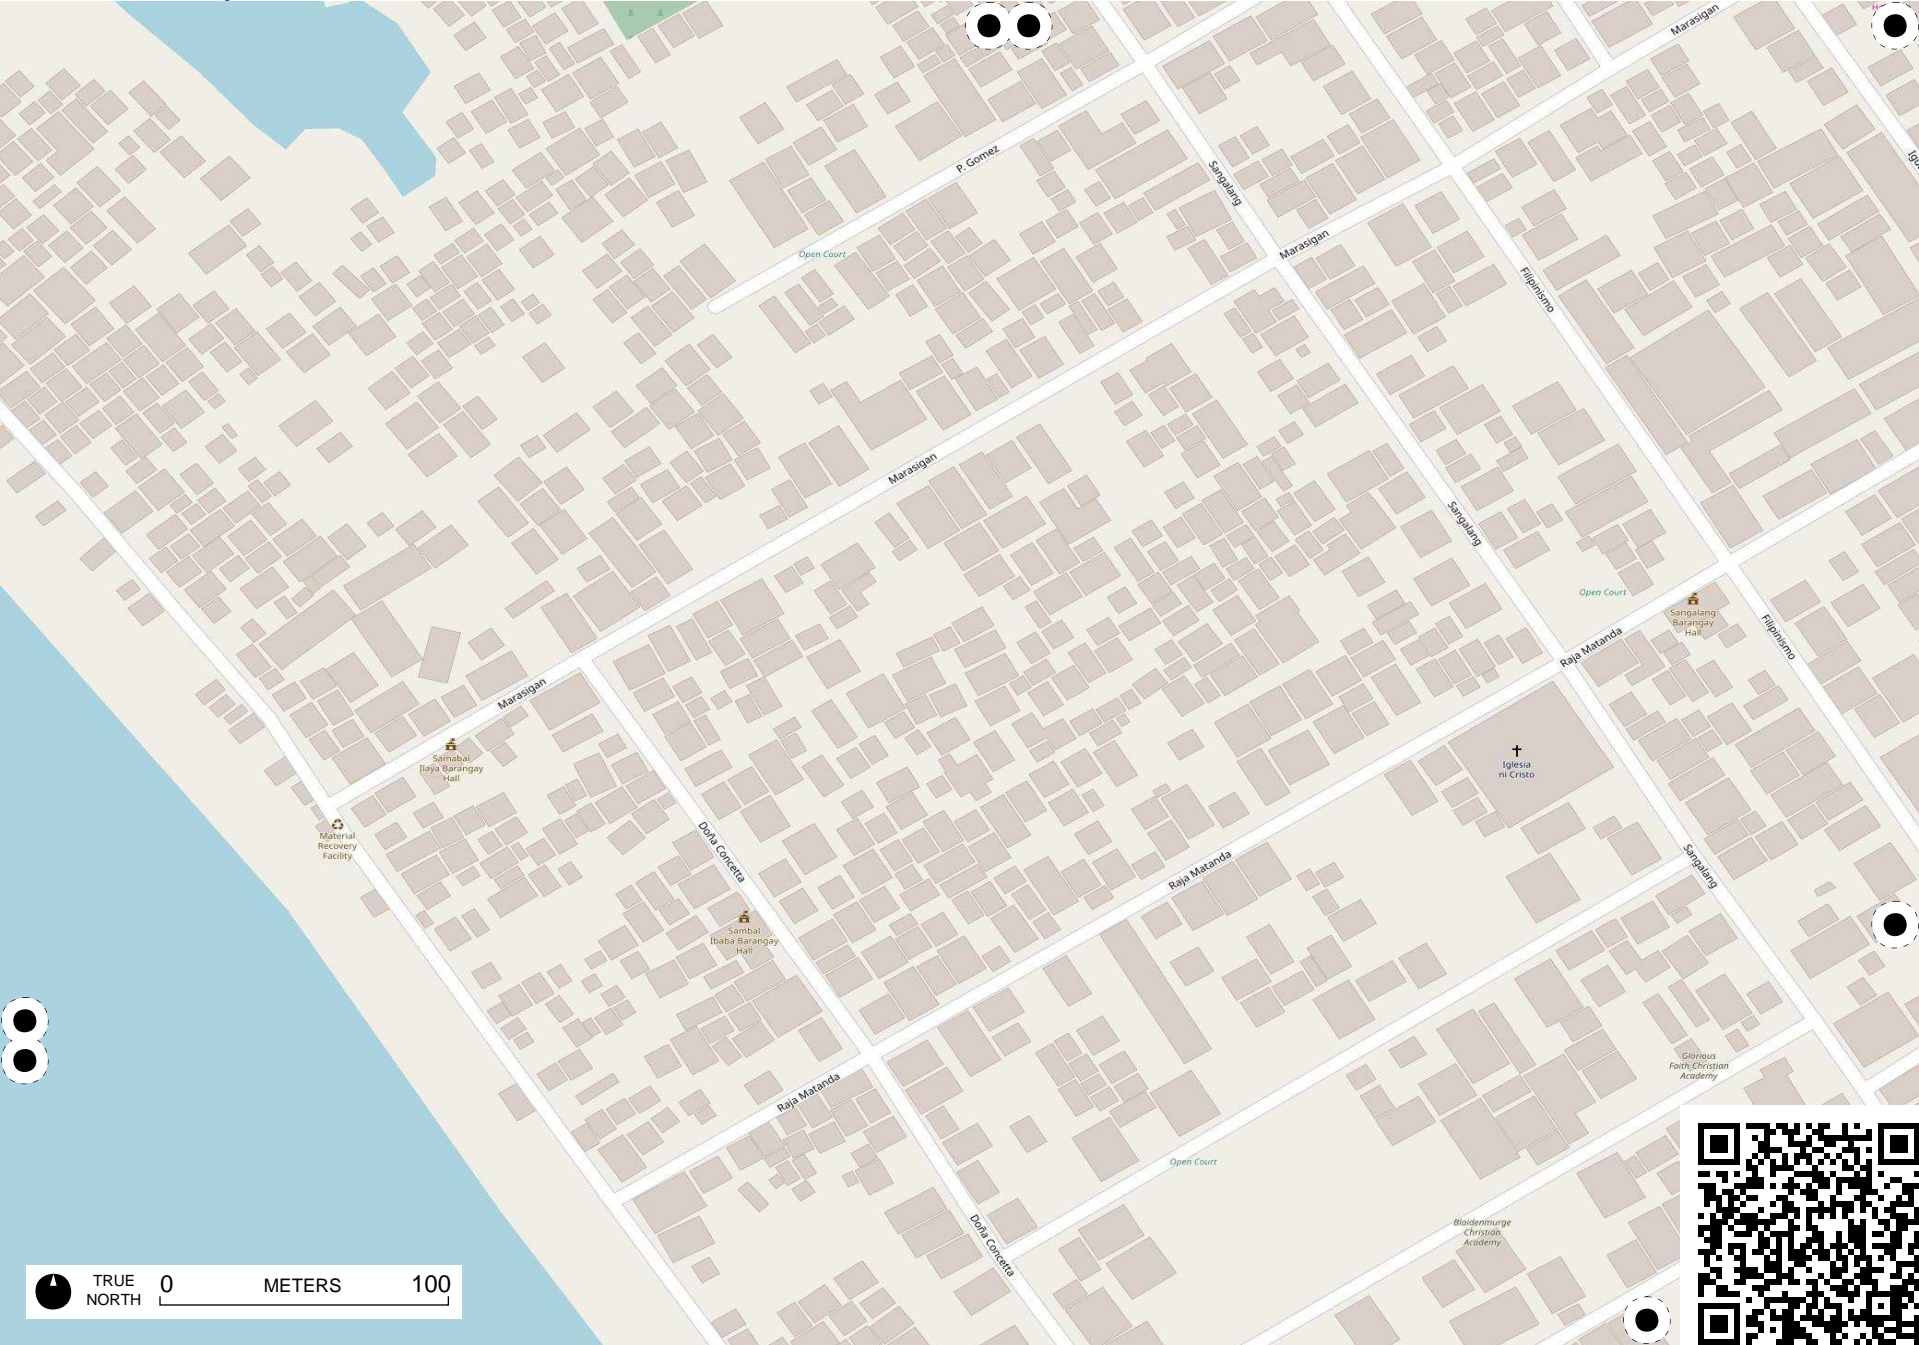 Marasigan
P. Gomez
Sangalang
Open Court
Marasigan
Filipinismo
Marasigan
Sangalang
Open Court
Sangalang
Barangay
Hall
Raja Matanda
Filipinismo
Marasigan
Samabal
Ilaya Barangay
Hall
Iglesia
ni Cristo
Material
Recovery
Facility
Doña Concetta
Raja Matanda
Sangalang
Sambal
Ibaba Barangay
Hall
Glorious
Faith Christian
Academy
Raja Matanda
Open Court
Doña Concetta
Blaidenmurge
Christian
Academy
TRUE
NORTH
0 METERS 100